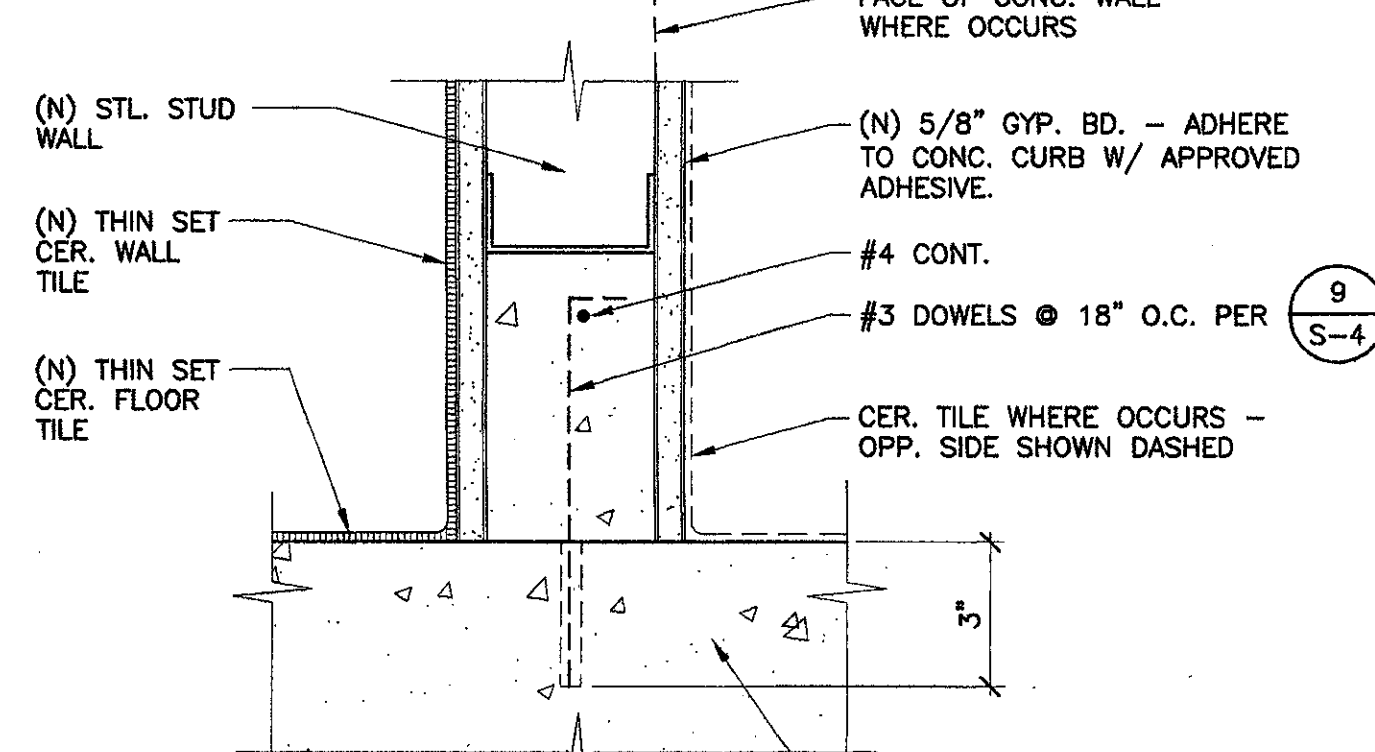 FACE OF CONC. WALL
WHERE OCCURS
(N) STL. STUD
WALL
(N) 5/8" GYP. BD. – ADHERE
TO CONC. CURB W/ APPROVED
ADHESIVE.
(N) THIN SET
CER. WALL
TILE
#4 CONT.
#3 DOWELS @ 18" O.C. PER
9
S-4
(N) THIN SET
CER. FLOOR
TILE
CER. TILE WHERE OCCURS –
OPP. SIDE SHOWN DASHED
3"